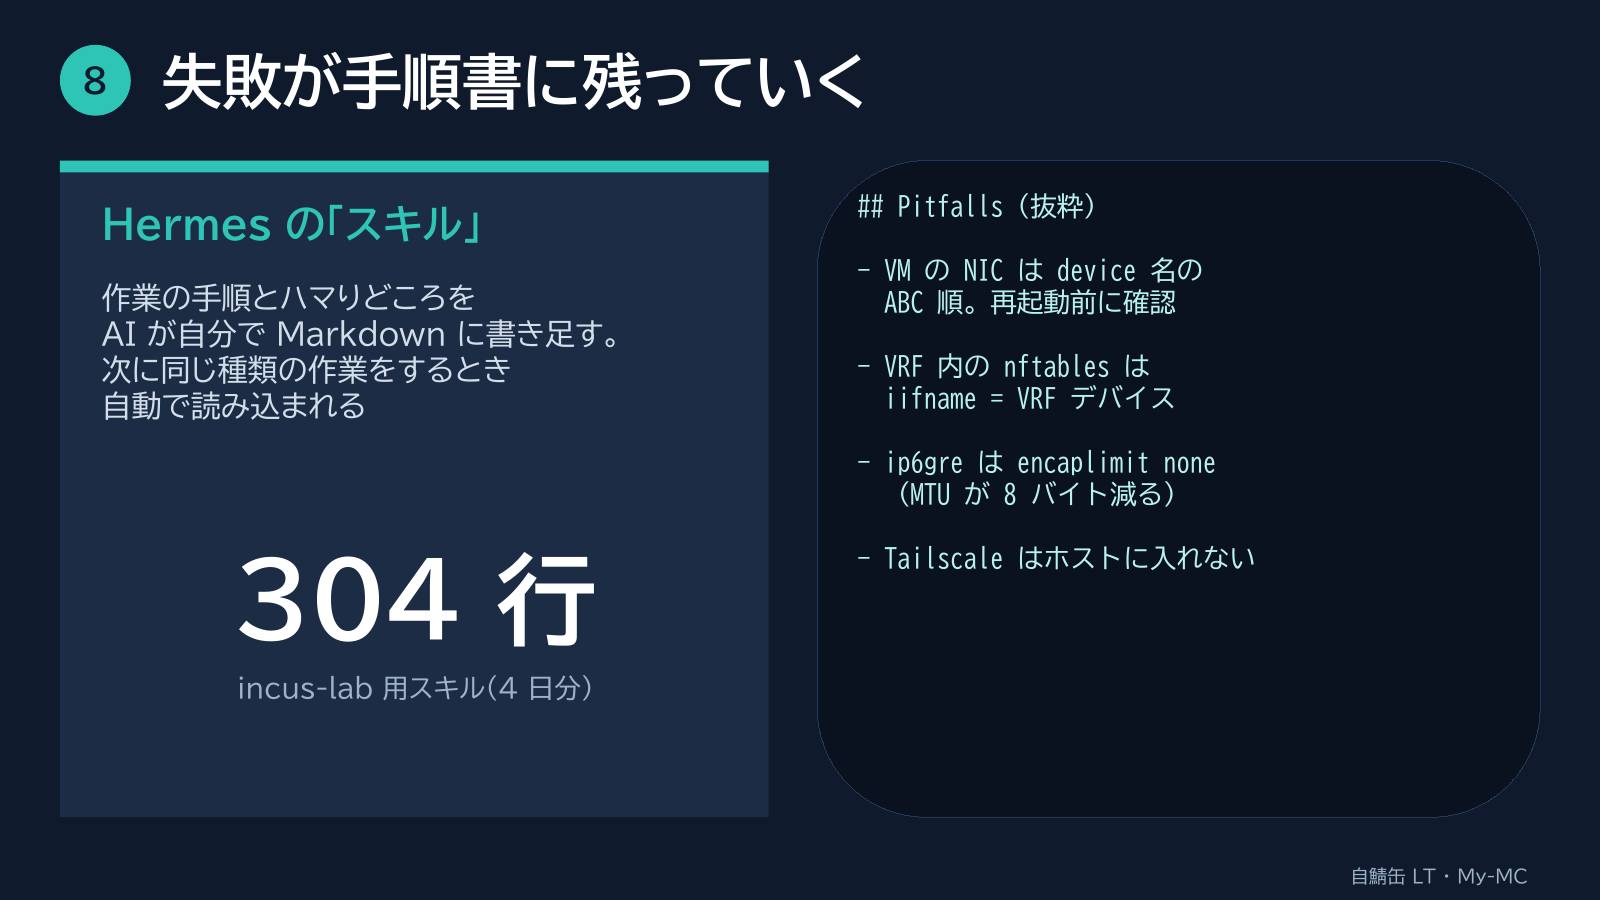 8 失敗が手順書に残っていく
Hermes の「スキル」
作業の手順とハマりどころを
AI が自分で Markdown に書き足す。
次に同じ種類の作業をするとき
自動で読み込まれる
304 行
incus-lab 用スキル(4 日分)
## Pitfalls (抜粋)
- VM の NIC は device 名の
ABC 順。再起動前に確認
- VRF 内の nftables は
iifname = VRF デバイス
- ip6gre は encaplimit none
(MTU が 8 バイト減る)
- Tailscale はホストに入れない
自鯖缶 LT · My-MC